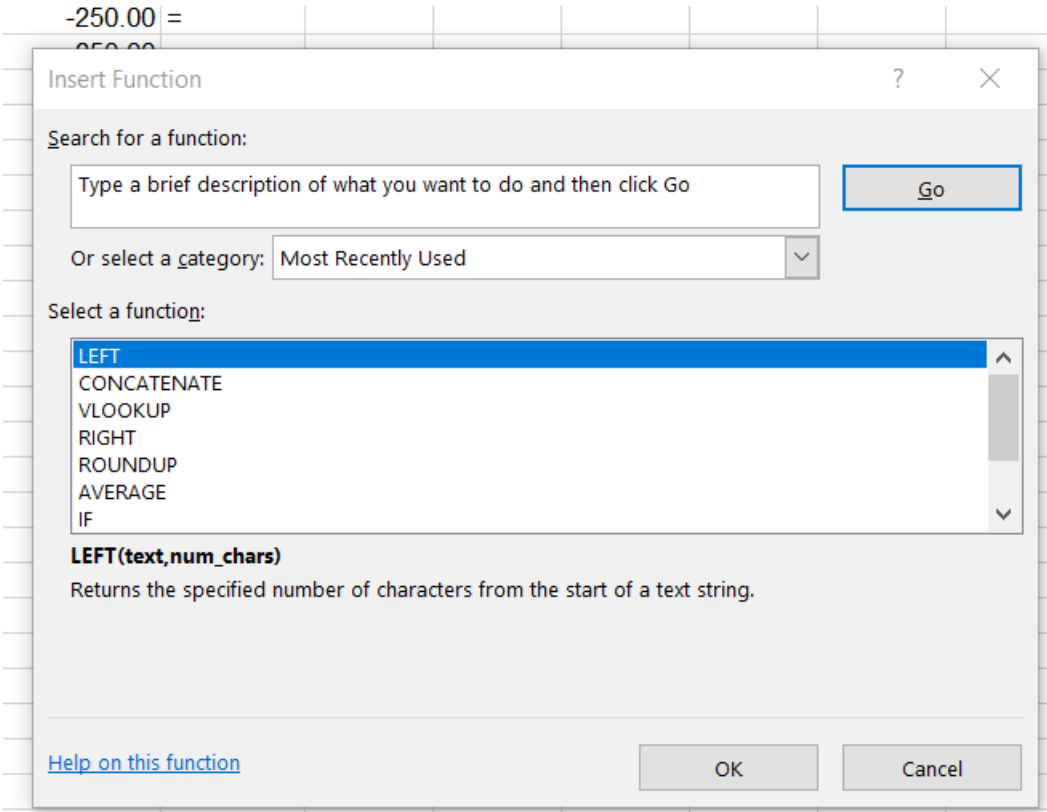 -250.00 =
Insert Function
Search for a function:
Type a brief description of what you want to do and then click Go
Go
Or select a category: Most Recently Used
Select a function:
LEFT
CONCATENATE
VLOOKUP
RIGHT
ROUNDUP
AVERAGE
IF
LEFT(text,num_chars)
Returns the specified number of characters from the start of a text string.
Help on this function
OK
Cancel